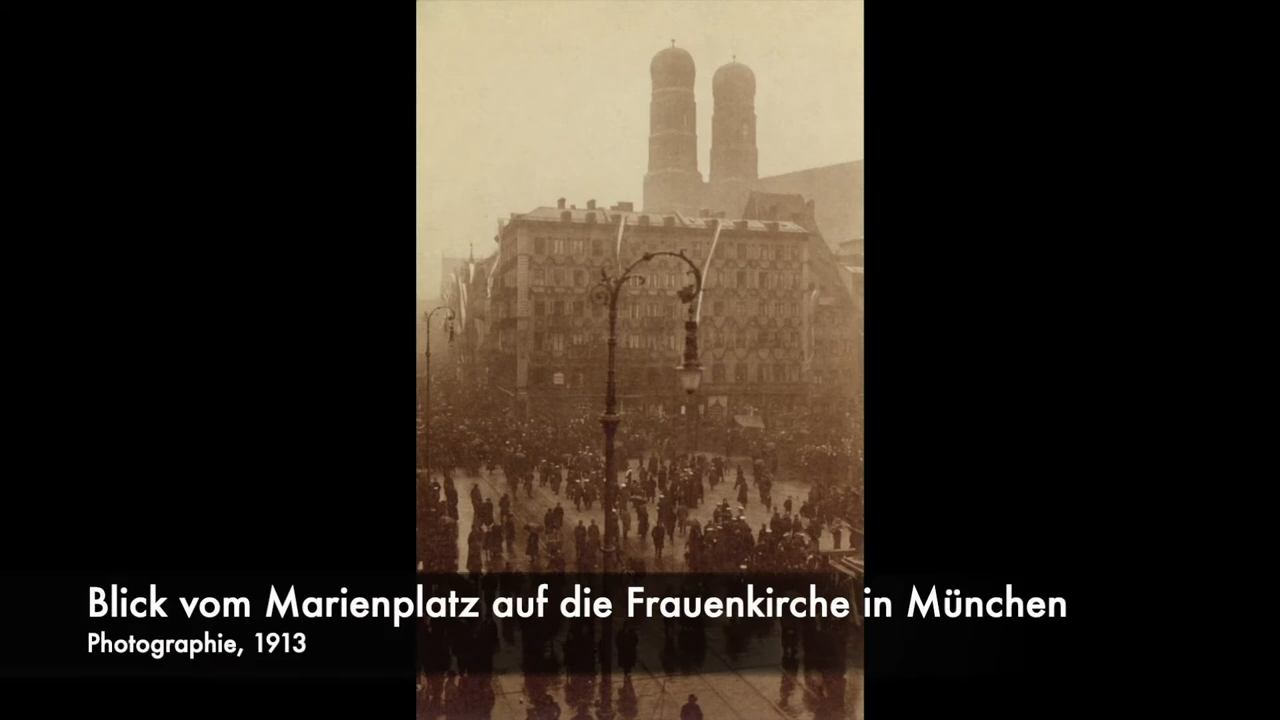 Blick vom Marienplatz auf die Frauenkirche in München
Photographie, 1913